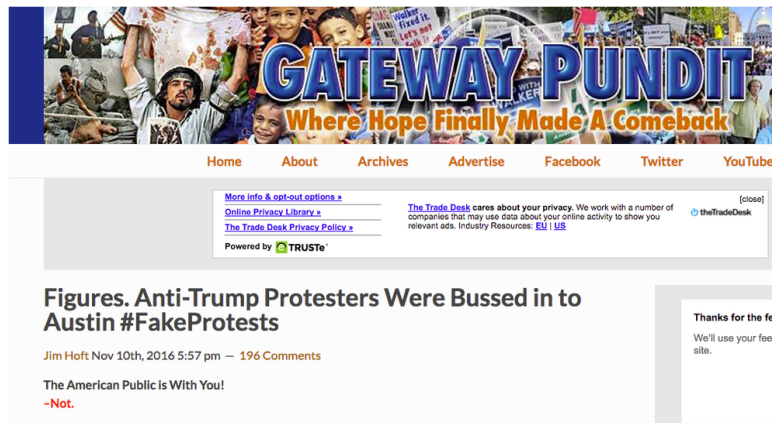 Walker
fixed it.
Let's not
GATEWAY PUNDIT
Where Hope Finally Made A Comeback
Home About Archives Advertise Facebook Twitter YouTube
More info & opt-out options »
Online Privacy Library »
The Trade Desk Privacy Policy »
Powered by TRUSTe
The Trade Desk cares about your privacy. We work with a number of
companies that may use data about your online activity to show you
relevant ads. Industry Resources: EU | US
[close]
theTradeDesk
Figures. Anti-Trump Protesters Were Bussed in to
Austin #FakeProtests
Jim Hoft Nov 10th, 2016 5:57 pm — 196 Comments
The American Public is With You!
–Not.
Thanks for the fe
We'll use your fee
site.